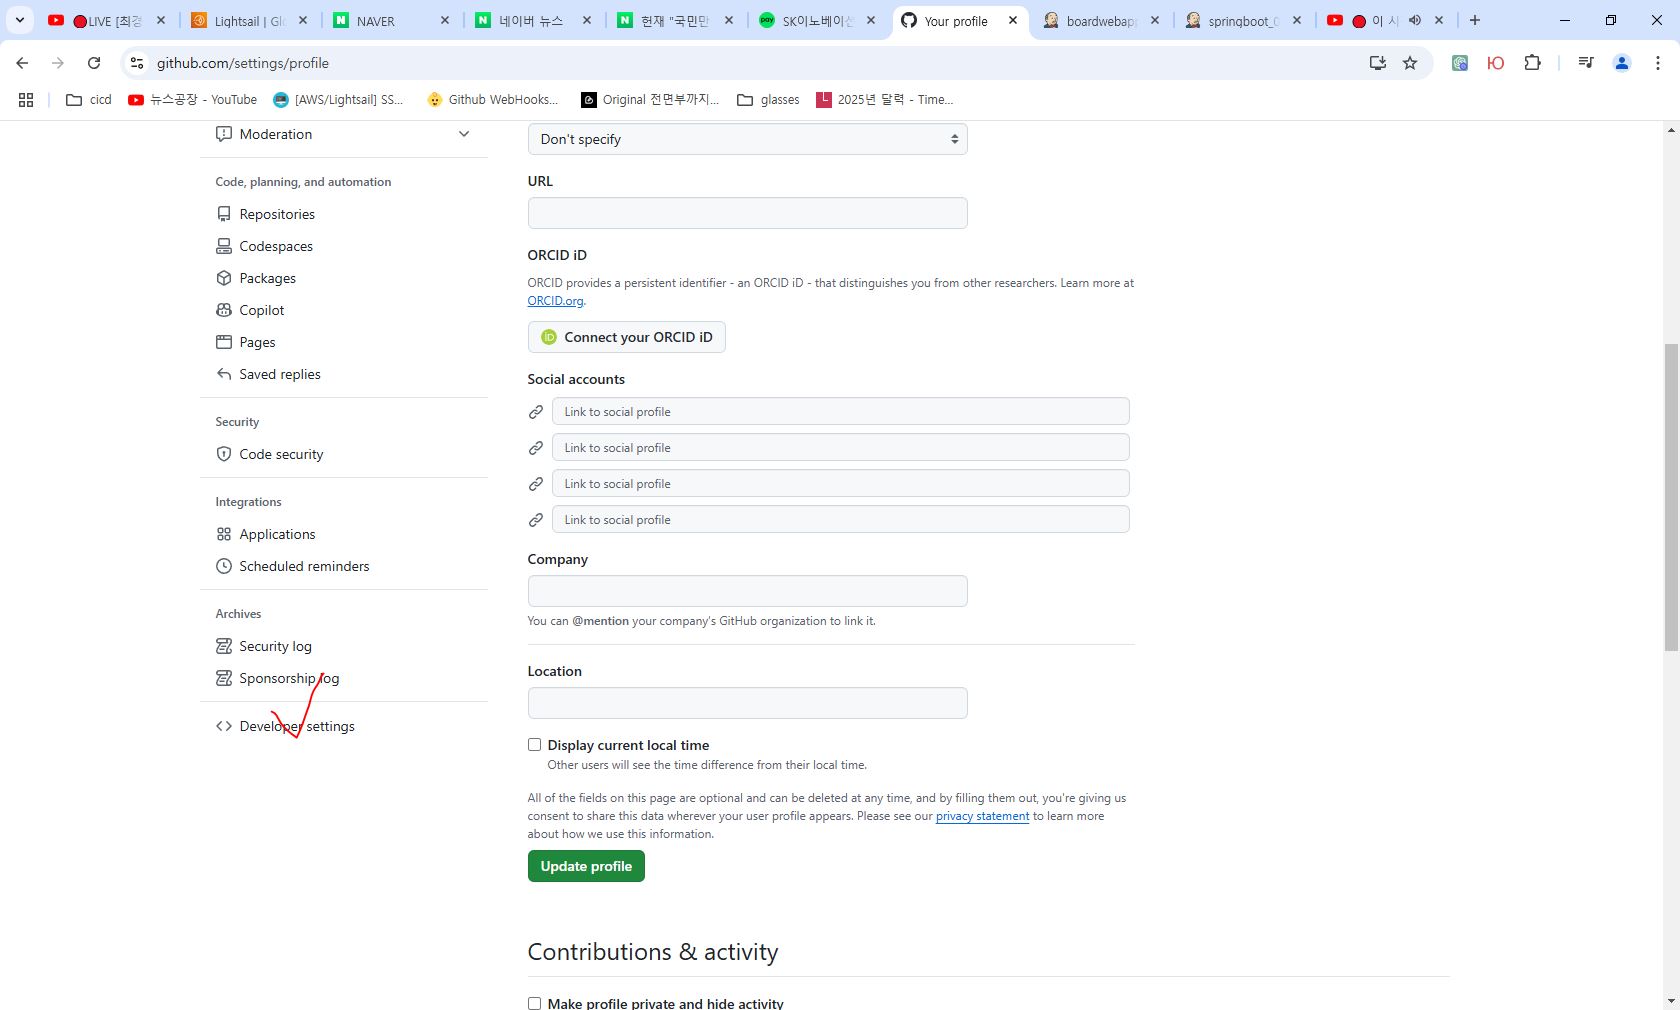 🔴LIVE [최경
Lightsail | Glo
NAVER
네이버 뉴스
헌재 "국민만
SK이노베이션
Your profile
boardwebapp
springboot_0
🔴 이 시
github.com/settings/profile
cicd
뉴스공장 - YouTube
[AWS/Lightsail] SS...
Github WebHooks...
Original 전면부까지...
glasses
2025년 달력 - Time...
Moderation
Code, planning, and automation
Repositories
Codespaces
Packages
Copilot
Pages
Saved replies
Security
Code security
Integrations
Applications
Scheduled reminders
Archives
Security log
Sponsorship log
Developer settings
Don't specify
URL
ORCID iD
ORCID provides a persistent identifier - an ORCID iD - that distinguishes you from other researchers. Learn more at
ORCID.org.
Connect your ORCID iD
Social accounts
Link to social profile
Link to social profile
Link to social profile
Link to social profile
Company
You can @mention your company's GitHub organization to link it.
Location
Display current local time
Other users will see the time difference from their local time.
All of the fields on this page are optional and can be deleted at any time, and by filling them out, you're giving us
consent to share this data wherever your user profile appears. Please see our privacy statement to learn more
about how we use this information.
Update profile
Contributions & activity
Make profile private and hide activity